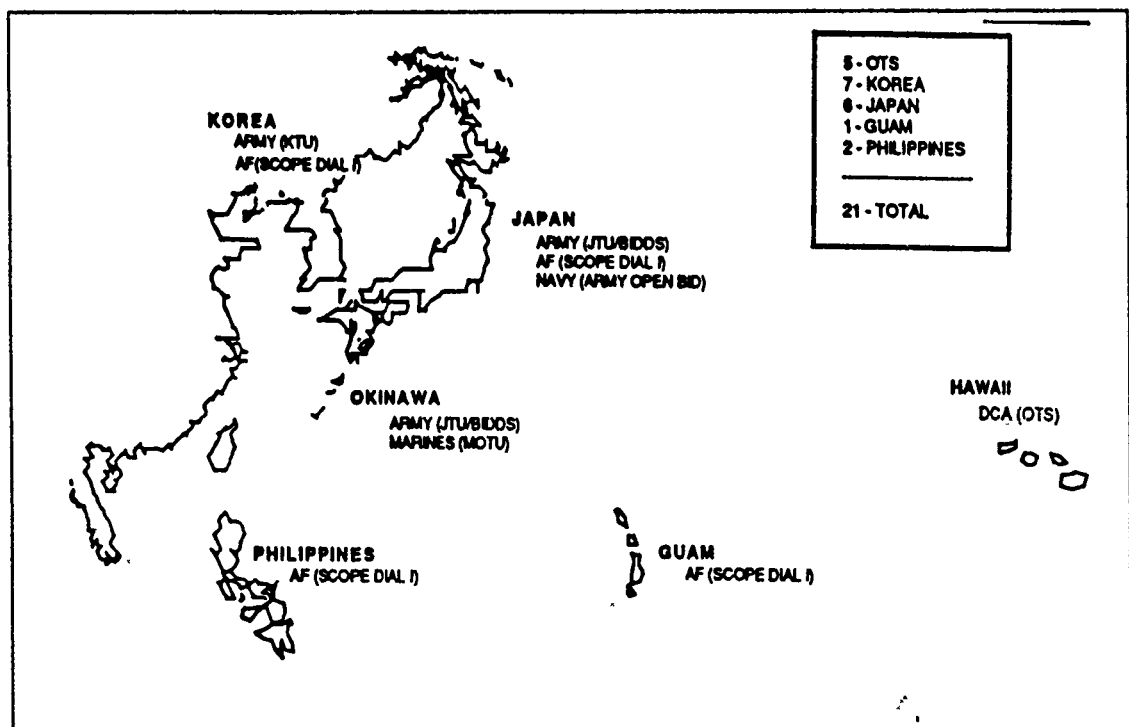 5 - OTS
7 - KOREA
6 - JAPAN
1 - GUAM
2 - PHILIPPINES
21 - TOTAL
KOREA
ARMY (KTU)
AF (SCOPE DIAL I)
JAPAN
ARMY (JTU/BIDDS)
AF (SCOPE DIAL I)
NAVY (ARMY OPEN BID)
OKINAWA
ARMY (JTU/BIDDS)
MARINES (MOTU)
HAWAII
DCA (OTS)
PHILIPPINES
AF (SCOPE DIAL I)
GUAM
AF (SCOPE DIAL I)